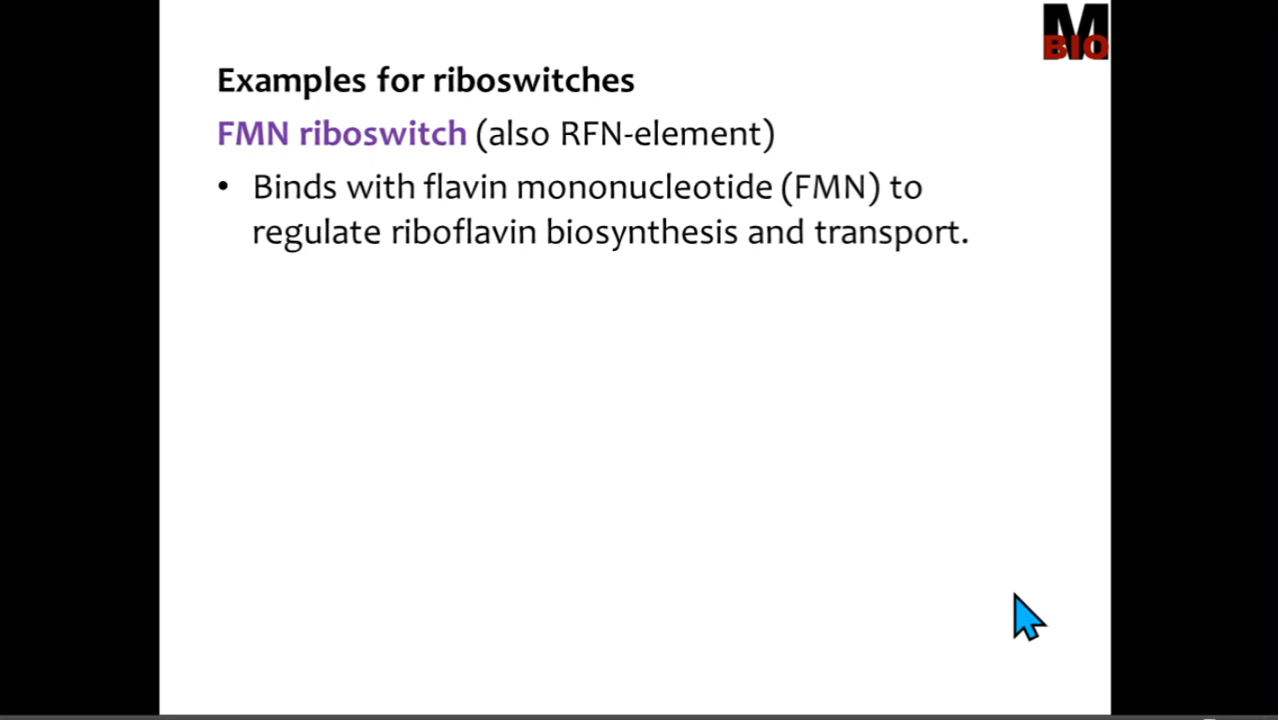 M
BIO
Examples for riboswitches
FMN riboswitch (also RFN-element)
• Binds with flavin mononucleotide (FMN) to
regulate riboflavin biosynthesis and transport.